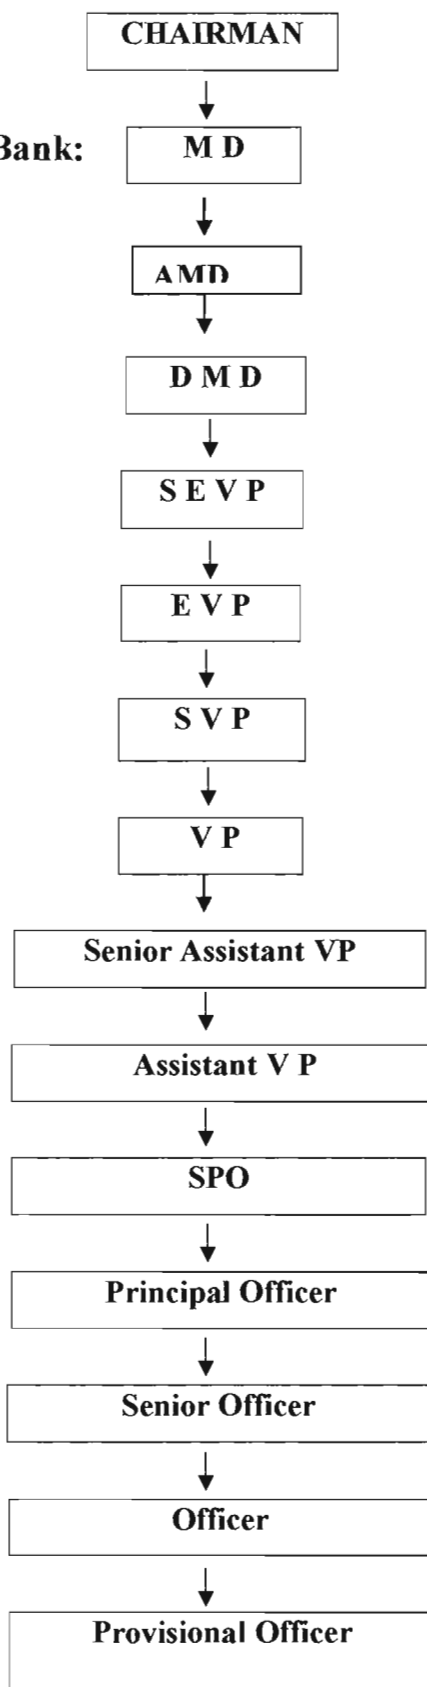 CHAIRMAN
Bank:
M D
AMD
D M D
S E V P
E V P
S V P
V P
Senior Assistant VP
Assistant V P
SPO
Principal Officer
Senior Officer
Officer
Provisional Officer